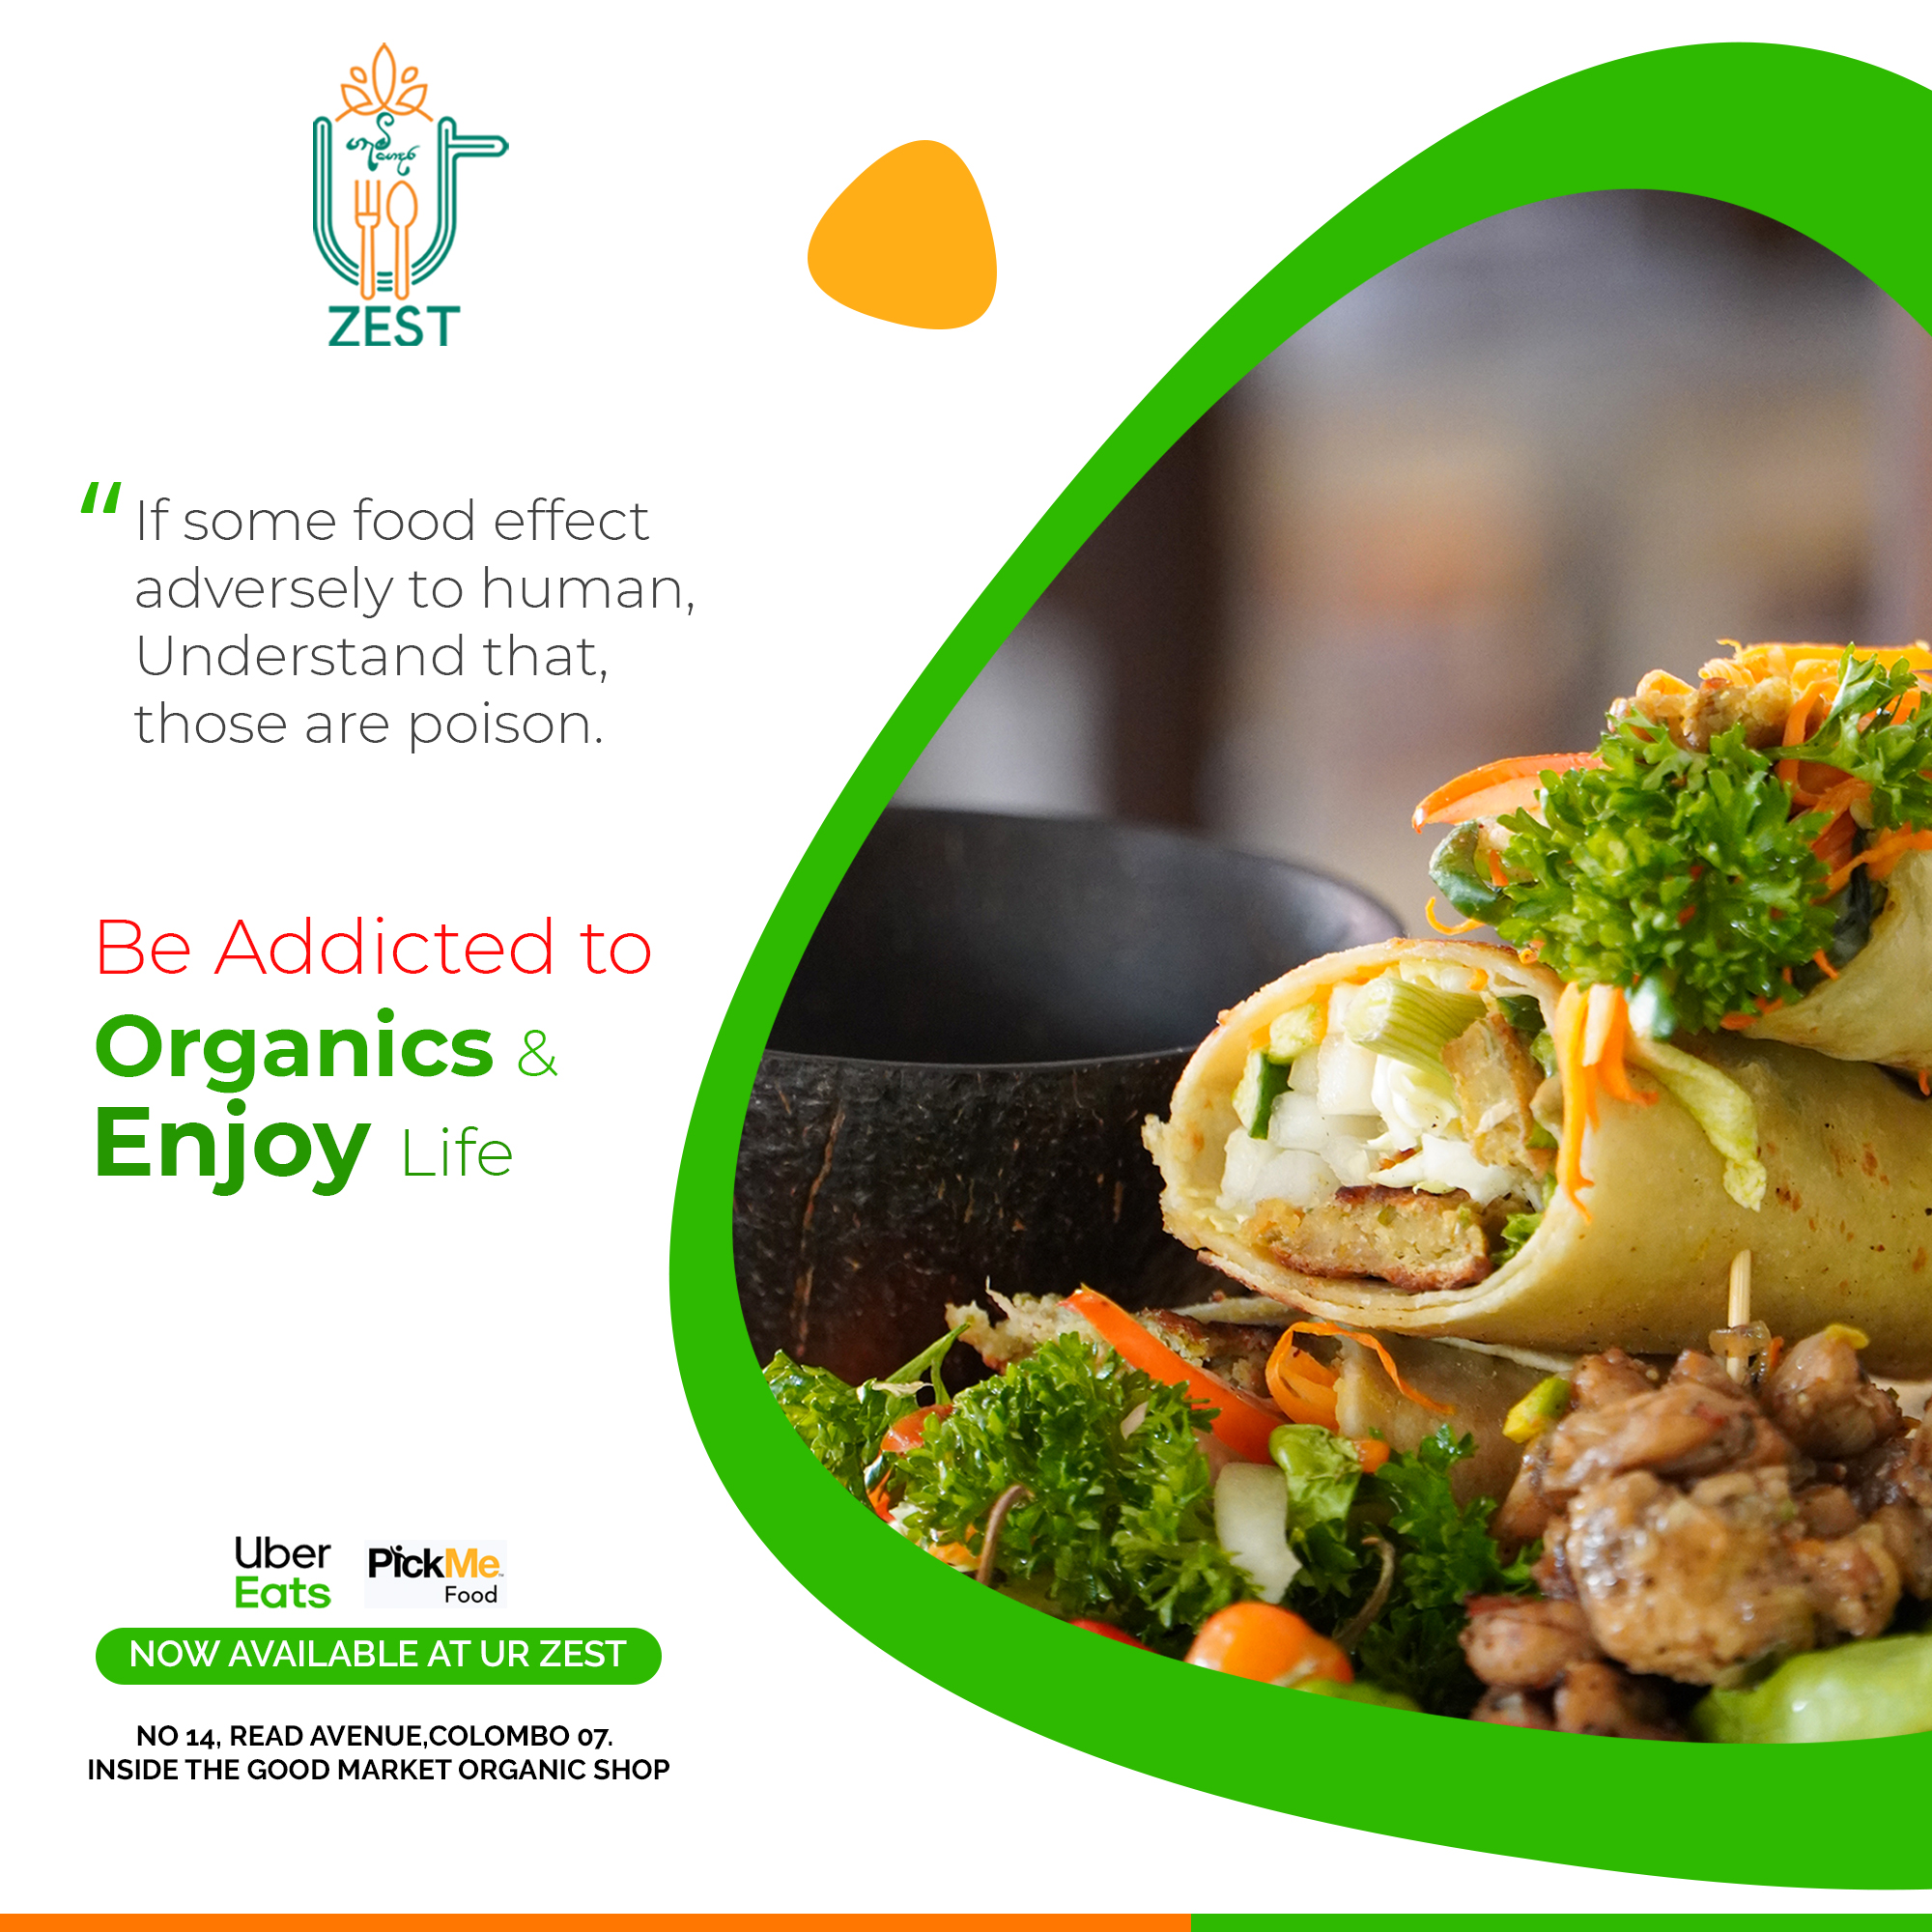 ZEST
“ If some food effect
adversely to human,
Understand that,
those are poison.
Be Addicted to
Organics &
Enjoy Life
Uber Eats
PickMe Food
NOW AVAILABLE AT UR ZEST
NO 14, READ AVENUE,COLOMBO 07.
INSIDE THE GOOD MARKET ORGANIC SHOP